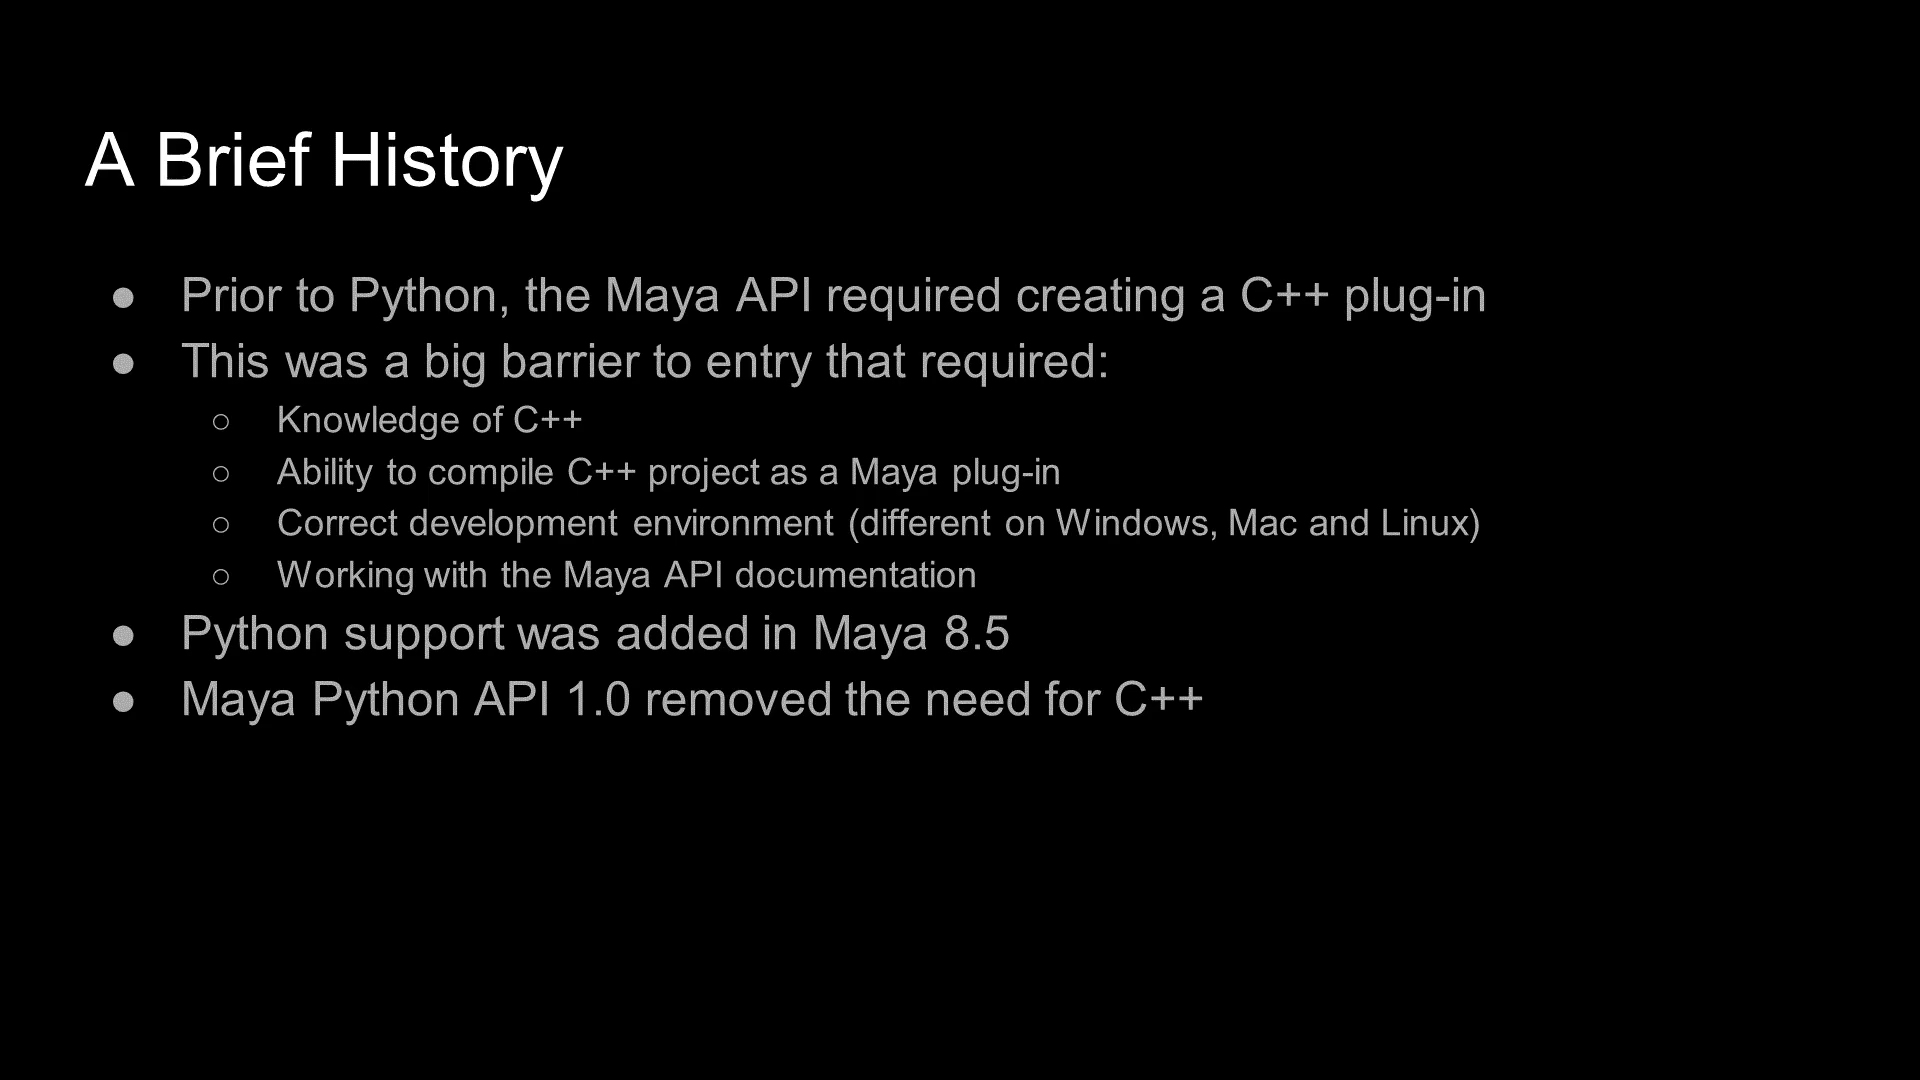 A Brief History
● Prior to Python, the Maya API required creating a C++ plug-in
● This was a big barrier to entry that required:
○ Knowledge of C++
○ Ability to compile C++ project as a Maya plug-in
○ Correct development environment (different on Windows, Mac and Linux)
○ Working with the Maya API documentation
● Python support was added in Maya 8.5
● Maya Python API 1.0 removed the need for C++